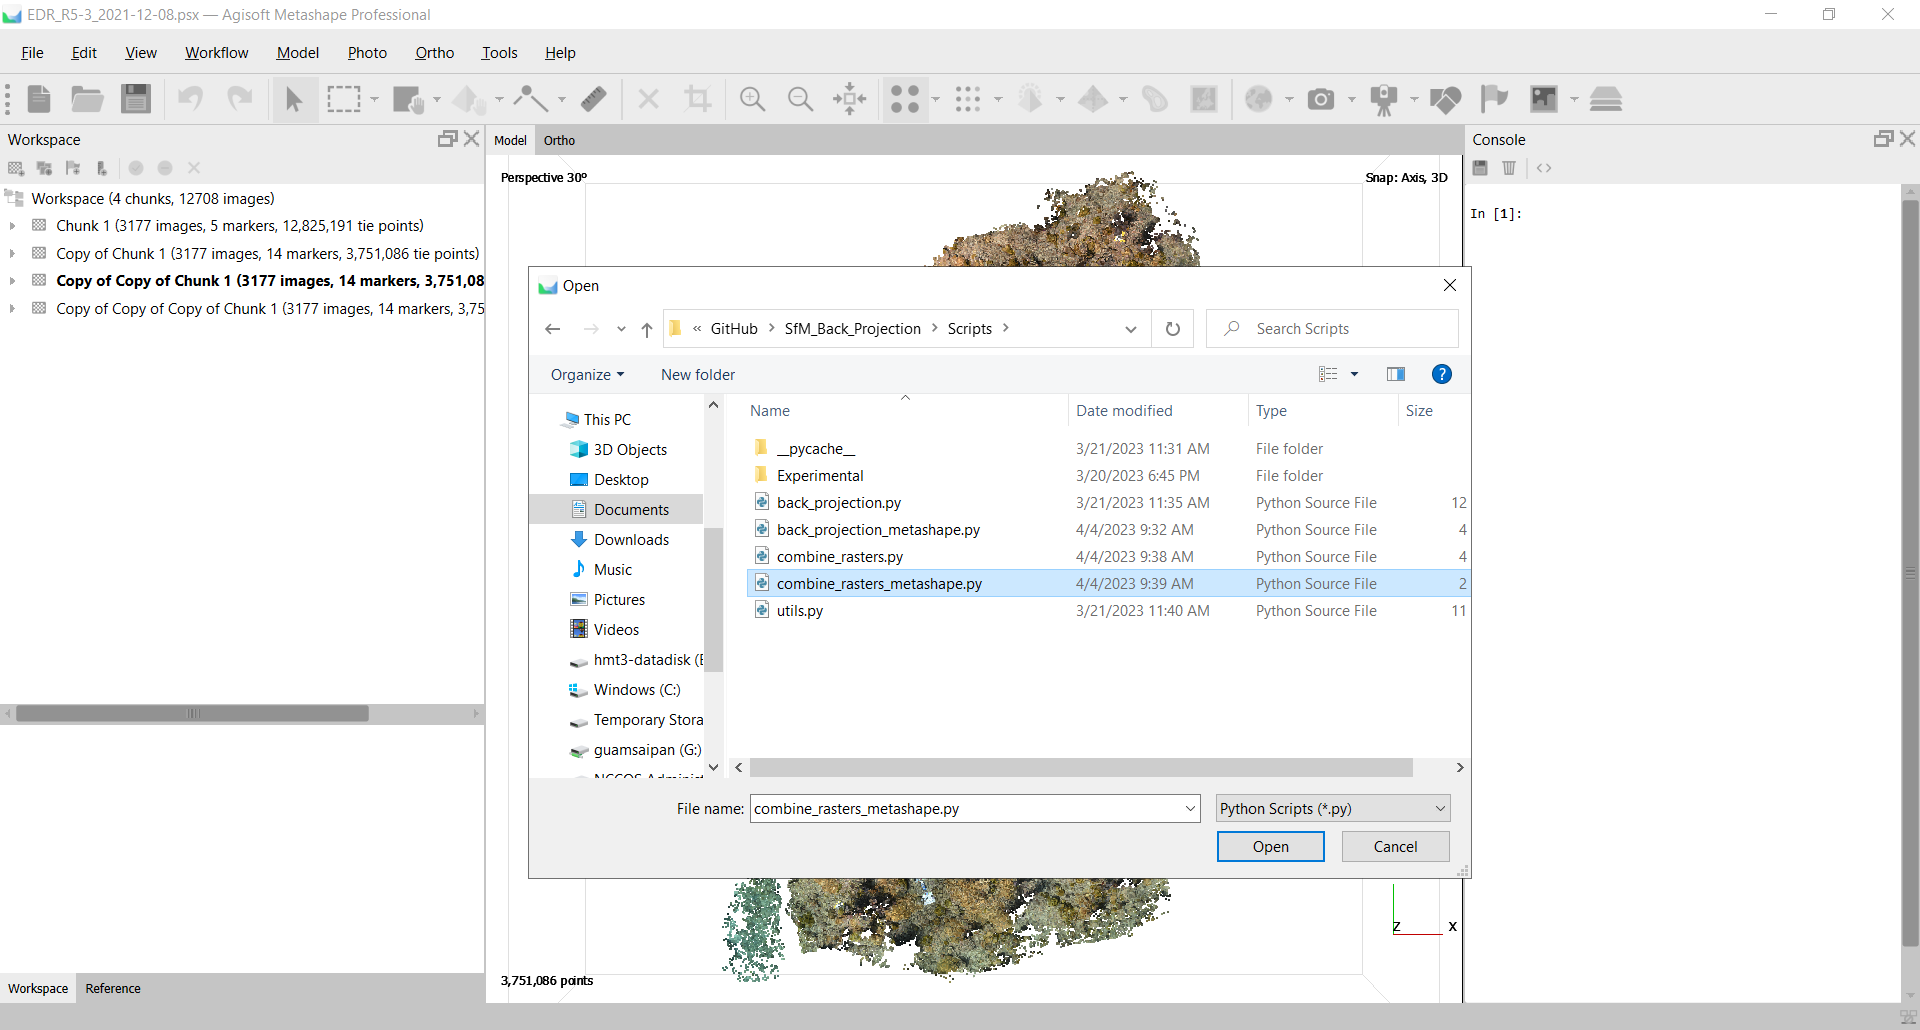 EDR_R5-3_2021-12-08.psx — Agisoft Metashape Professional
File Edit View Workflow Model Photo Ortho Tools Help
Workspace
Model Ortho
Console
Perspective 30°
Snap: Axis, 3D
Workspace (4 chunks, 12708 images)
Chunk 1 (3177 images, 5 markers, 12,825,191 tie points)
Copy of Chunk 1 (3177 images, 14 markers, 3,751,086 tie points)
Copy of Copy of Chunk 1 (3177 images, 14 markers, 3,751,08
Copy of Copy of Copy of Chunk 1 (3177 images, 14 markers, 3,75
In [1]:
Open
« GitHub > SfM_Back_Projection > Scripts >
Search Scripts
Organize New folder
?
This PC
3D Objects
Desktop
Documents
Downloads
Music
Pictures
Videos
hmt3-datadisk (E
Windows (C:)
Temporary Stora
guamsaipan (G:)
Name Date modified Type Size
__pycache__ 3/21/2023 11:31 AM File folder
Experimental 3/20/2023 6:45 PM File folder
back_projection.py 3/21/2023 11:35 AM Python Source File 12
back_projection_metashape.py 4/4/2023 9:32 AM Python Source File 4
combine_rasters.py 4/4/2023 9:38 AM Python Source File 4
combine_rasters_metashape.py 4/4/2023 9:39 AM Python Source File 2
utils.py 3/21/2023 11:40 AM Python Source File 11
File name: combine_rasters_metashape.py
Python Scripts (*.py)
Open Cancel
Z X
3,751,086 points
Workspace Reference